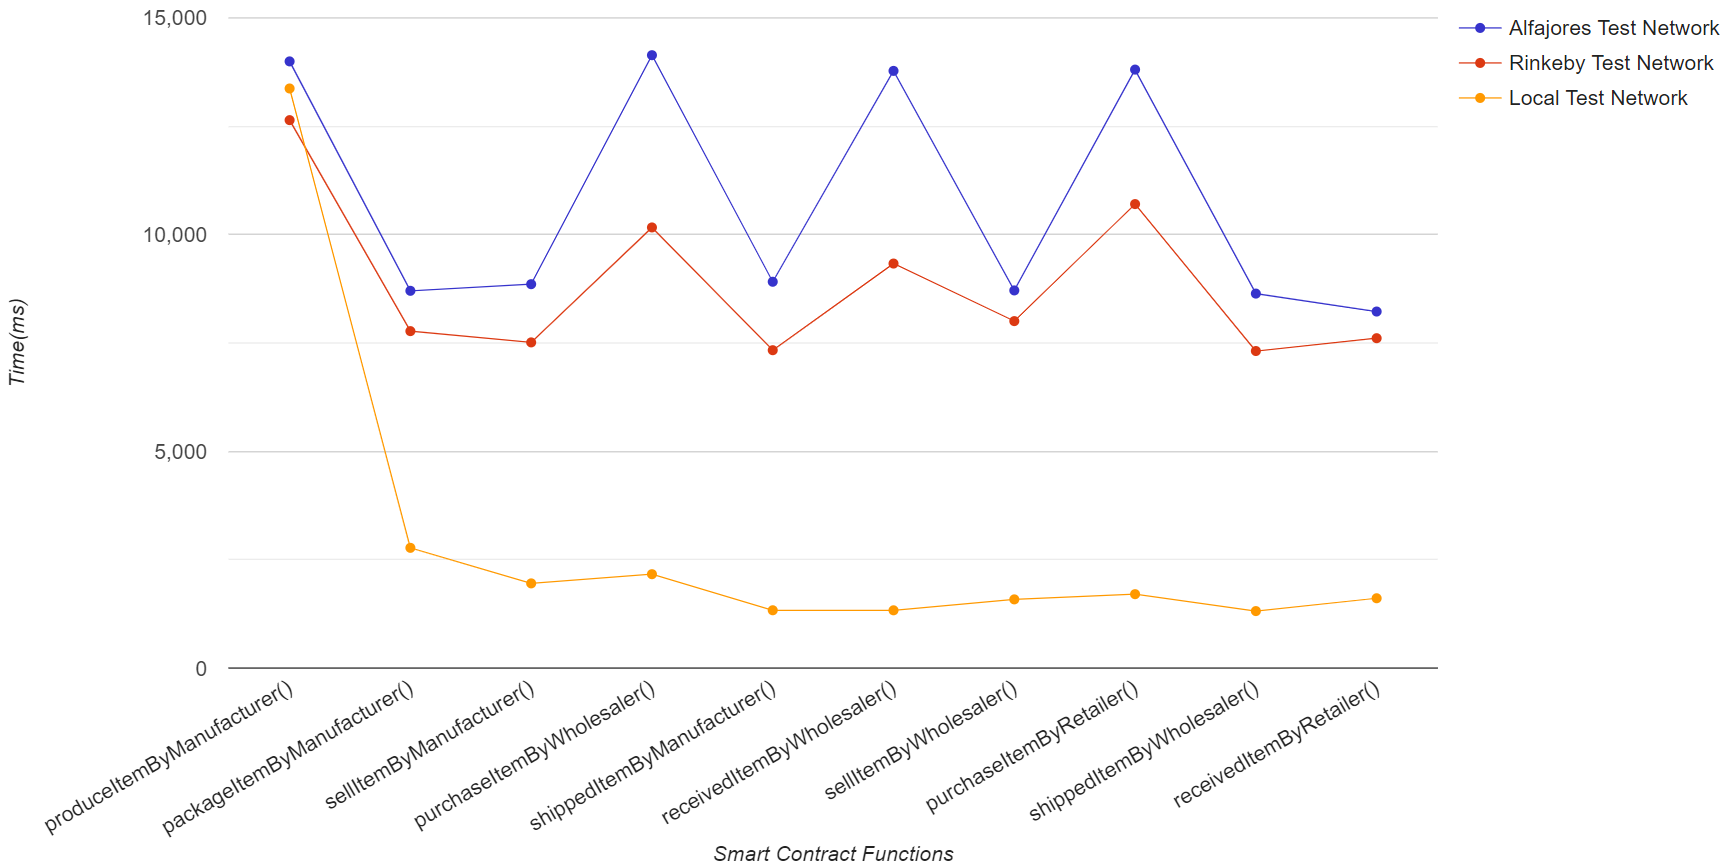 15,000
10,000
5,000
0
Time(ms)
Alfajores Test Network
Rinkeby Test Network
Local Test Network
produceItemByManufacturer()
packageItemByManufacturer()
sellItemByManufacturer()
purchaseItemByWholesaler()
shippedItemByManufacturer()
receivedItemByWholesaler()
sellItemByWholesaler()
purchaseItemByRetailer()
shippedItemByWholesaler()
receivedItemByRetailer()
Smart Contract Functions